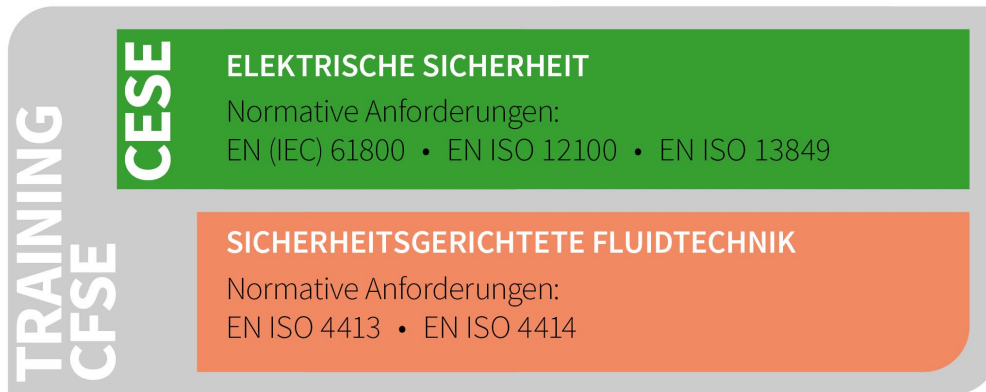 TRAINING
CFSE
CESE
ELEKTRISCHE SICHERHEIT
Normative Anforderungen:
EN (IEC) 61800 • EN ISO 12100 • EN ISO 13849
SICHERHEITSGERICHTETE FLUIDTECHNIK
Normative Anforderungen:
EN ISO 4413 • EN ISO 4414